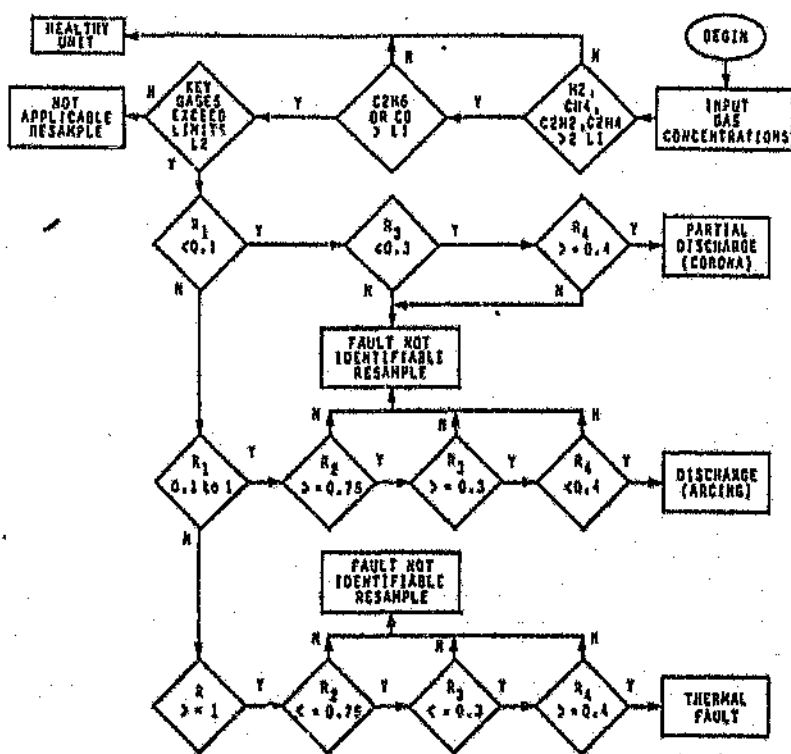 HEALTHY
UNIT
BEGIN
N
N
KEY
GASES
EXCEED
LIMITS
L2
C2H6
OR CO
> L1
H2,
CH4,
C2H2,C2H4
>2 L1
INPUT
GAS
CONCENTRATIONS
NOT
APPLICABLE
RESAMPLE
N
Y
Y
Y
R1
<0.1
Y
R3
<0.3
Y
R4
>=0.4
Y
PARTIAL
DISCHARGE
(CORONA)
N
N
N
FAULT NOT
IDENTIFIABLE
RESAMPLE
N
N
N
R1
0.1 to 1
Y
R2
>=0.75
Y
R3
>=0.3
Y
R4
<0.4
Y
DISCHARGE
(ARCING)
N
FAULT NOT
IDENTIFIABLE
RESAMPLE
N
N
N
R
>=1
Y
R2
<=0.75
Y
R3
<=0.3
Y
R4
>=0.4
Y
THERMAL
FAULT